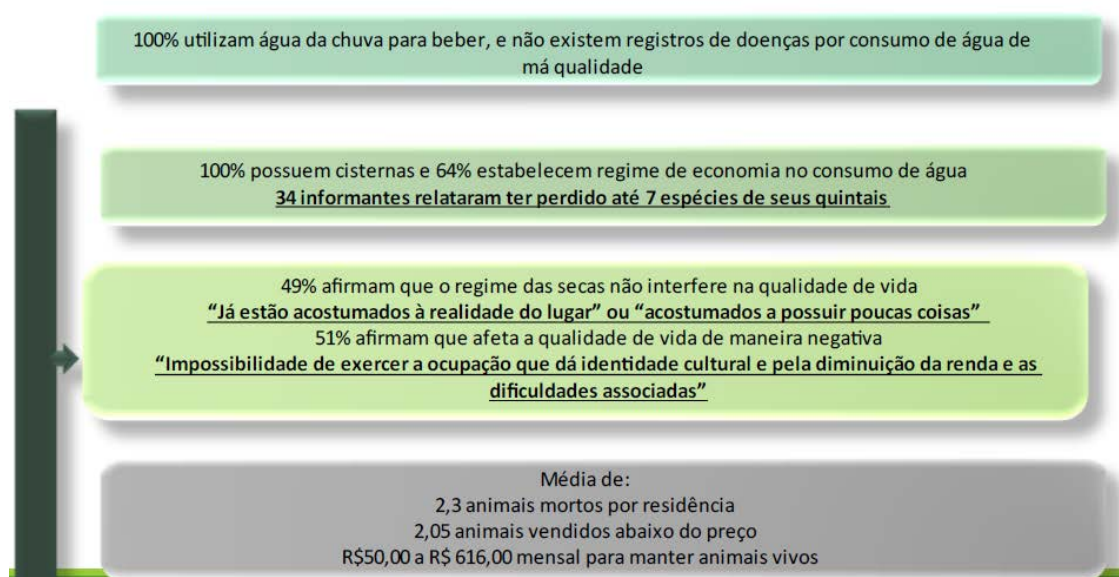 100% utilizam água da chuva para beber, e não existem registros de doenças por consumo de água de
má qualidade
100% possuem cisternas e 64% estabelecem regime de economia no consumo de água
34 informantes relataram ter perdido até 7 espécies de seus quintais
49% afirmam que o regime das secas não interfere na qualidade de vida
“Já estão acostumados à realidade do lugar” ou “acostumados a possuir poucas coisas”
51% afirmam que afeta a qualidade de vida de maneira negativa
“Impossibilidade de exercer a ocupação que dá identidade cultural e pela diminuição da renda e as
dificuldades associadas”
Média de:
2,3 animais mortos por residência
2,05 animais vendidos abaixo do preço
R$50,00 a R$ 616,00 mensal para manter animais vivos